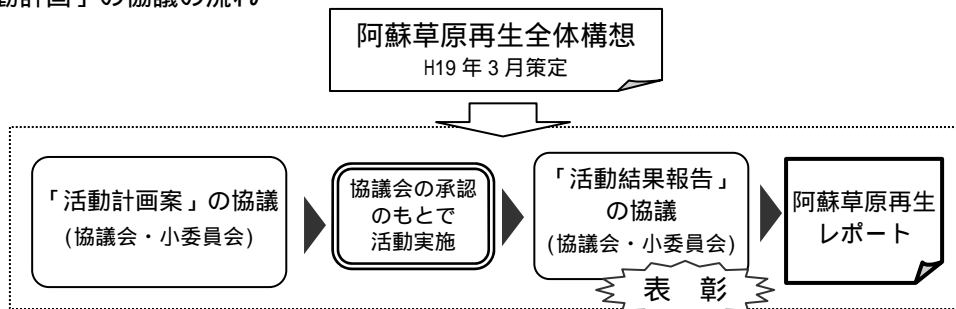 動計画」の協議の流れ
阿蘇草原再生全体構想
H19年3月策定
「活動計画案」の協議
(協議会・小委員会)
協議会の承認
のもとで
活動実施
「活動結果報告」
の協議
(協議会・小委員会)
表 彰
阿蘇草原再生
レポート